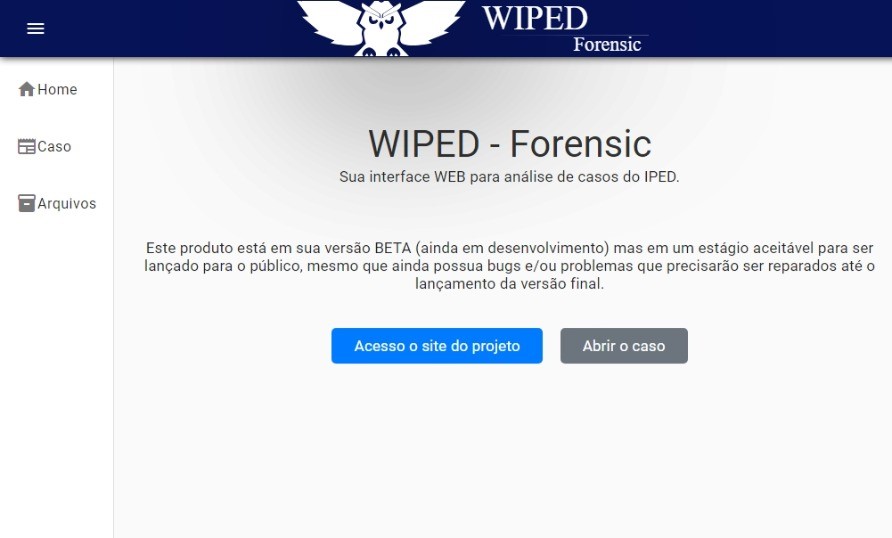 WIPED
Forensic
Home
Caso
Arquivos
WIPED - Forensic
Sua interface WEB para análise de casos do IPED.
Este produto está em sua versão BETA (ainda em desenvolvimento) mas em um estágio aceitável para ser
lançado para o público, mesmo que ainda possua bugs e/ou problemas que precisarão ser reparados até o
lançamento da versão final.
Acesso o site do projeto
Abrir o caso